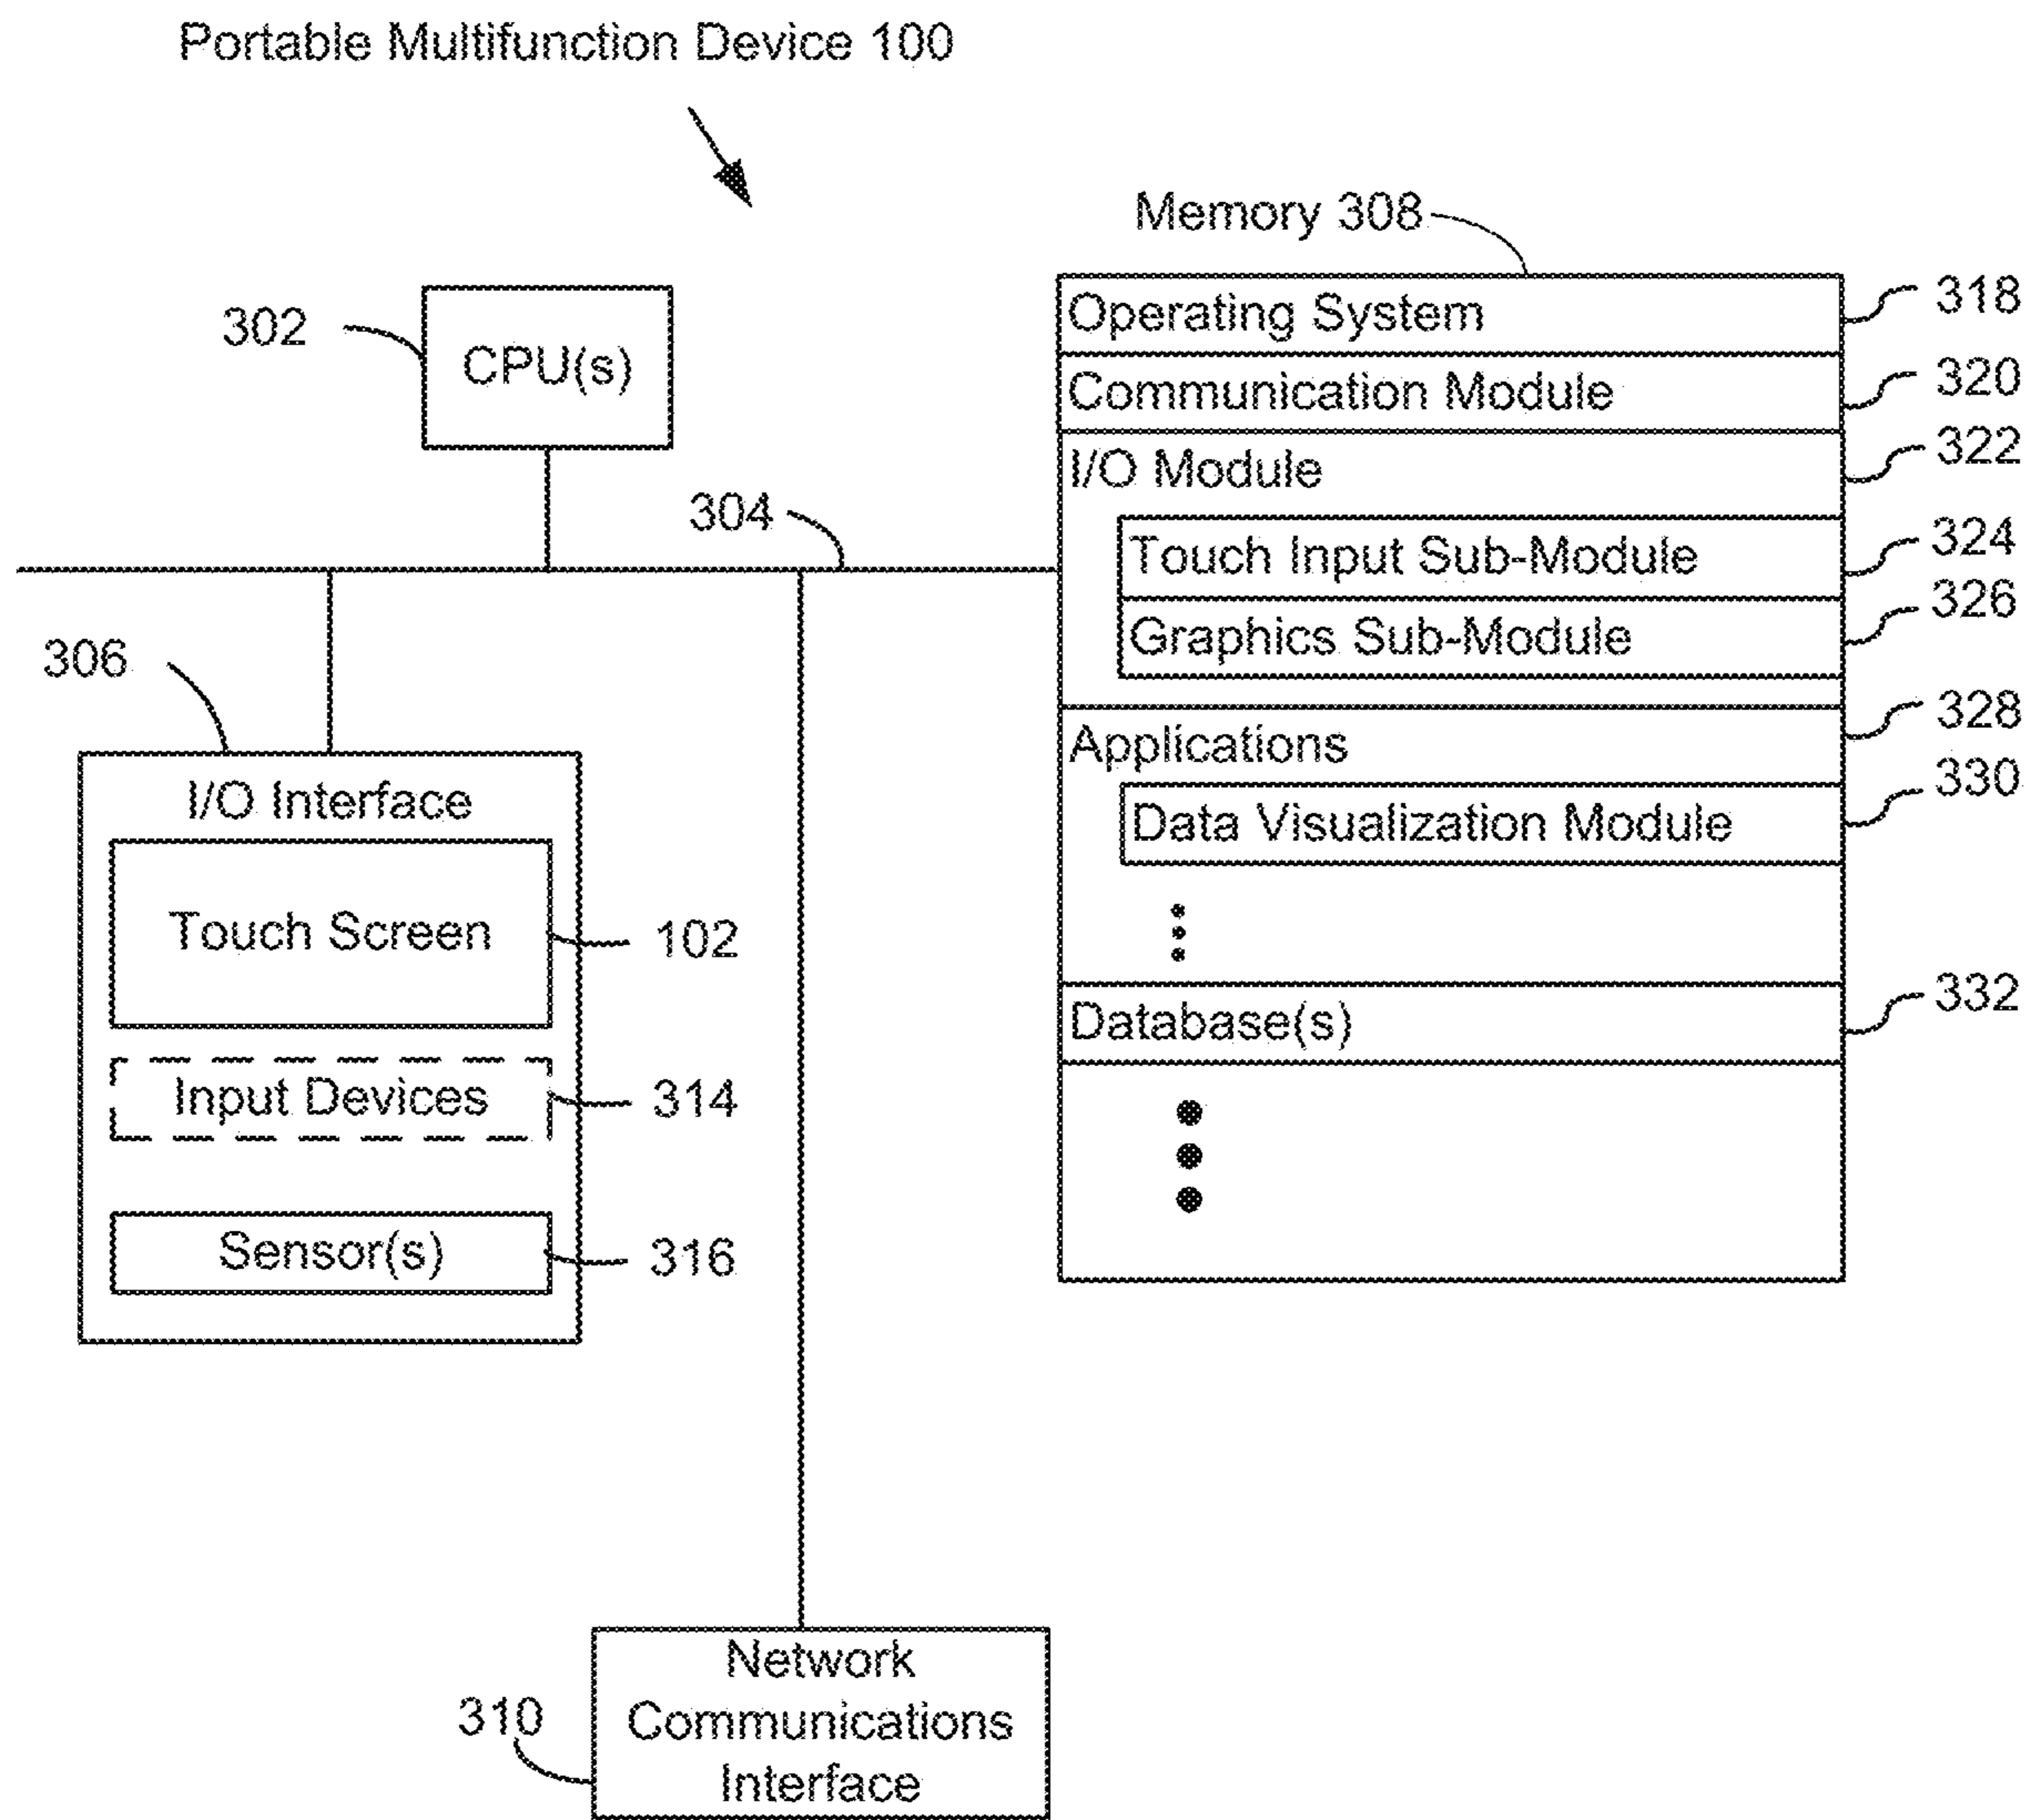 Portable Multifunction Device 100
Memory 308
302
CPU(s)
304
306
I/O Interface
Touch Screen
102
Input Devices
314
Sensor(s)
316
Operating System
318
Communication Module
320
I/O Module
322
Touch Input Sub-Module
324
Graphics Sub-Module
326
Applications
328
Data Visualization Module
330
Database(s)
332
310
Network
Communications
Interface